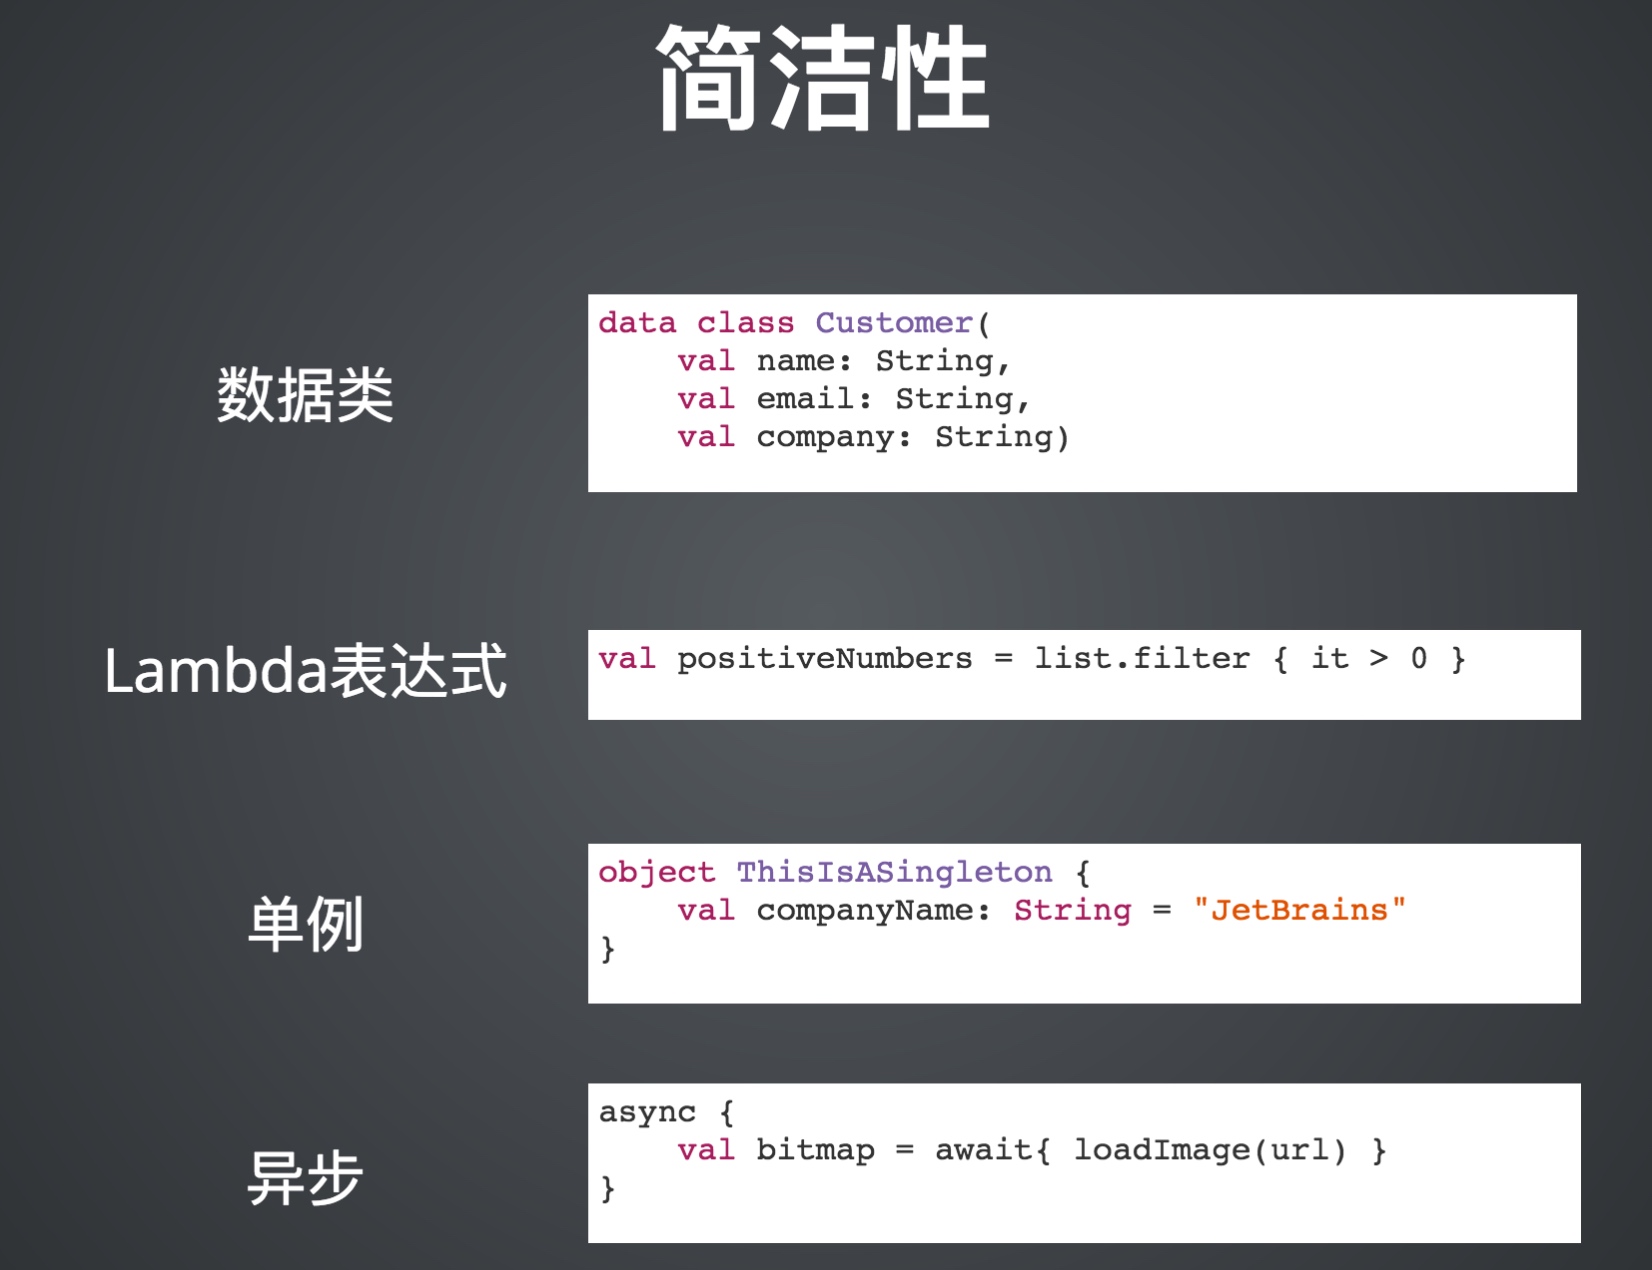 简洁性
数据类
data class Customer(
    val name: String,
    val email: String,
    val company: String)
Lambda表达式
val positiveNumbers = list.filter { it > 0 }
单例
object ThisIsASingleton {
    val companyName: String = "JetBrains"
}
异步
async {
    val bitmap = await{ loadImage(url) }
}